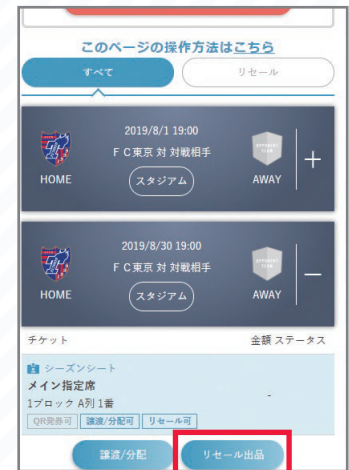 このページの操作方法はこちら
すべて リセール
2019/8/1 19:00
ＦＣ東京 対 対戦相手
HOME スタジアム AWAY +
2019/8/30 19:00
ＦＣ東京 対 対戦相手
HOME スタジアム AWAY −
チケット 金額 ステータス
シーズンシート
メイン指定席
1ブロック A列 1番 -
QR発券可 譲渡/分配可 リセール可
譲渡/分配 リセール出品